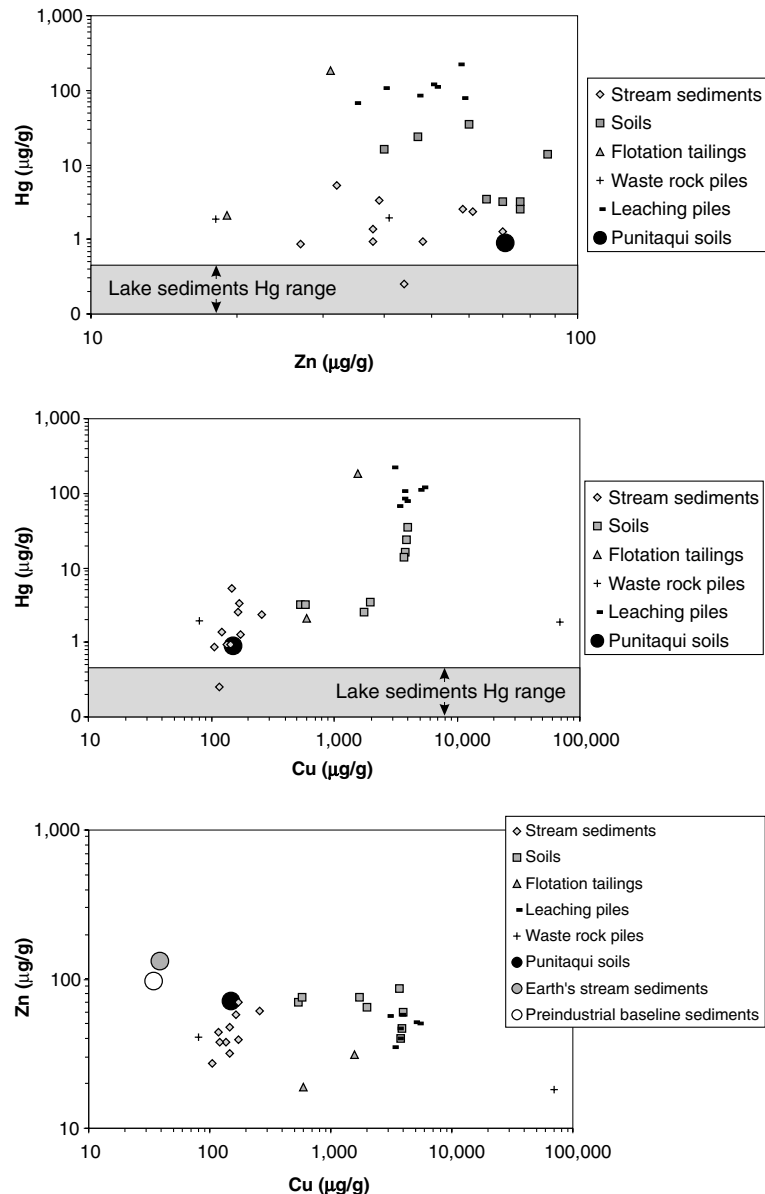 1,000
100
10
1
0
Hg (µg/g)
Lake sediments Hg range
10
100
Zn (µg/g)
Stream sediments
Soils
Flotation tailings
Waste rock piles
Leaching piles
Punitaqui soils
1,000
100
10
1
0
Hg (µg/g)
Lake sediments Hg range
10
100
1,000
10,000
100,000
Cu (µg/g)
Stream sediments
Soils
Flotation tailings
Waste rock piles
Leaching piles
Punitaqui soils
1,000
100
10
Zn (µg/g)
10
100
1,000
10,000
100,000
Cu (µg/g)
Stream sediments
Soils
Flotation tailings
Leaching piles
Waste rock piles
Punitaqui soils
Earth's stream sediments
Preindustrial baseline sediments